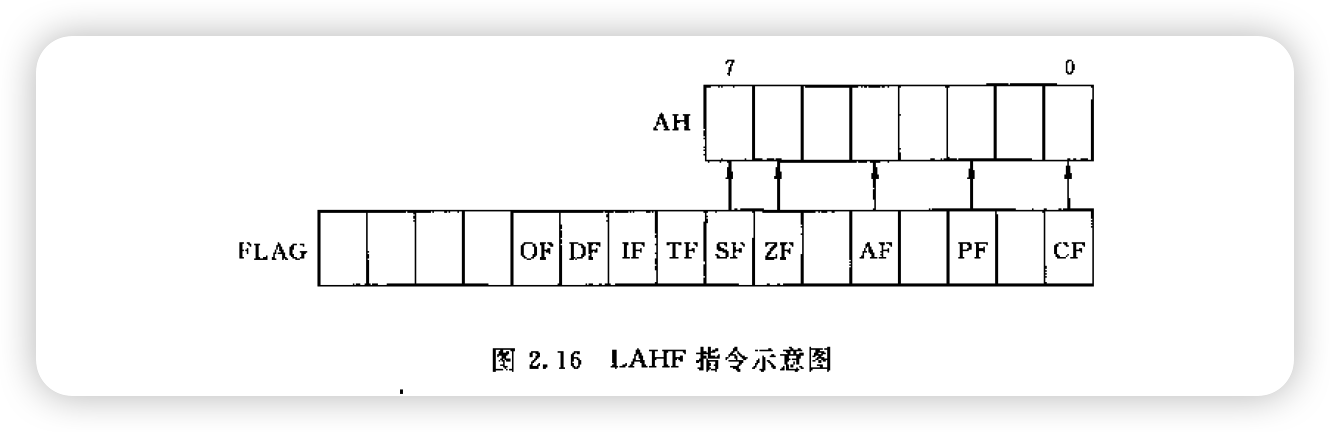 7 0
AH
FLAG OF DF IF TF SF ZF AF PF CF
图 2.16 LAHF 指令示意图